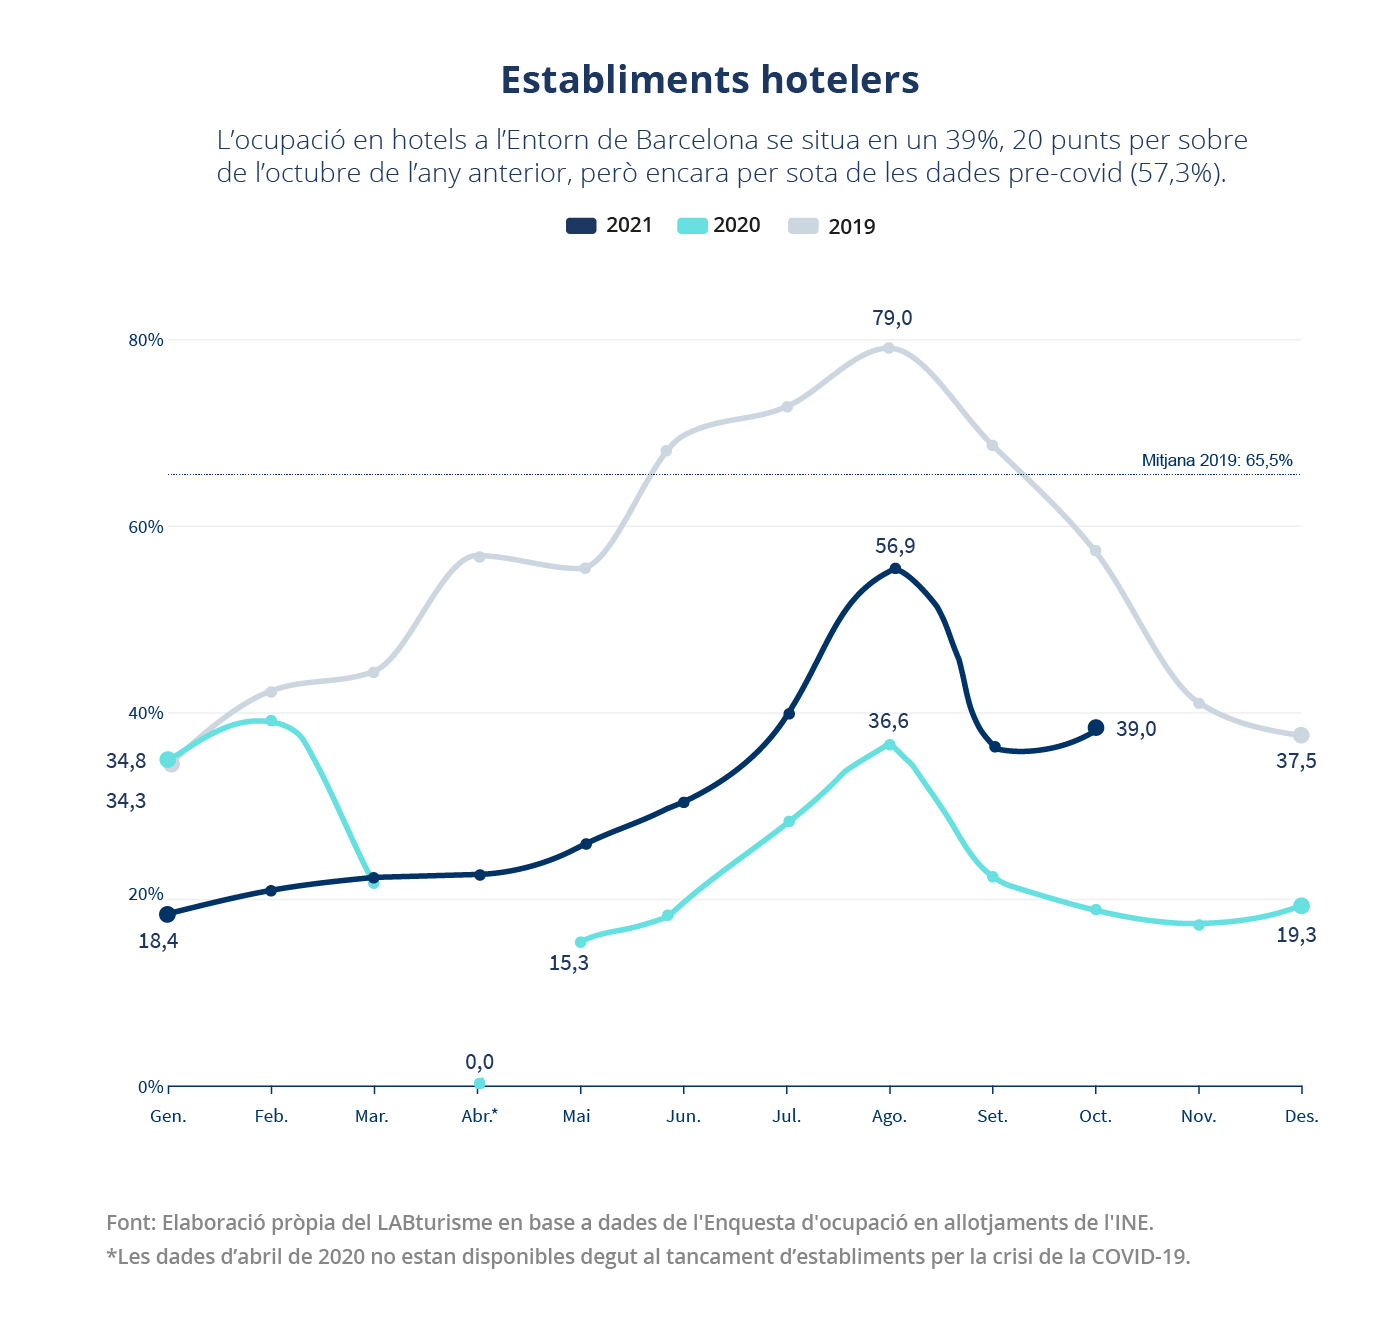 Establiments hotelers
L’ocupació en hotels a l’Entorn de Barcelona se situa en un 39%, 20 punts per sobre
de l’octubre de l’any anterior, però encara per sota de les dades pre-covid (57,3%).
2021 2020 2019
79,0
80%
Mitjana 2019: 65,5%
60%
56,9
40%
36,6
39,0
34,8
37,5
34,3
20%
18,4
19,3
15,3
0,0
0%
Gen. Feb. Mar. Abr.* Mai Jun. Jul. Ago. Set. Oct. Nov. Des.
Font: Elaboració pròpia del LABturisme en base a dades de l'Enquesta d'ocupació en allotjaments de l'INE.
*Les dades d’abril de 2020 no estan disponibles degut al tancament d’establiments per la crisi de la COVID-19.